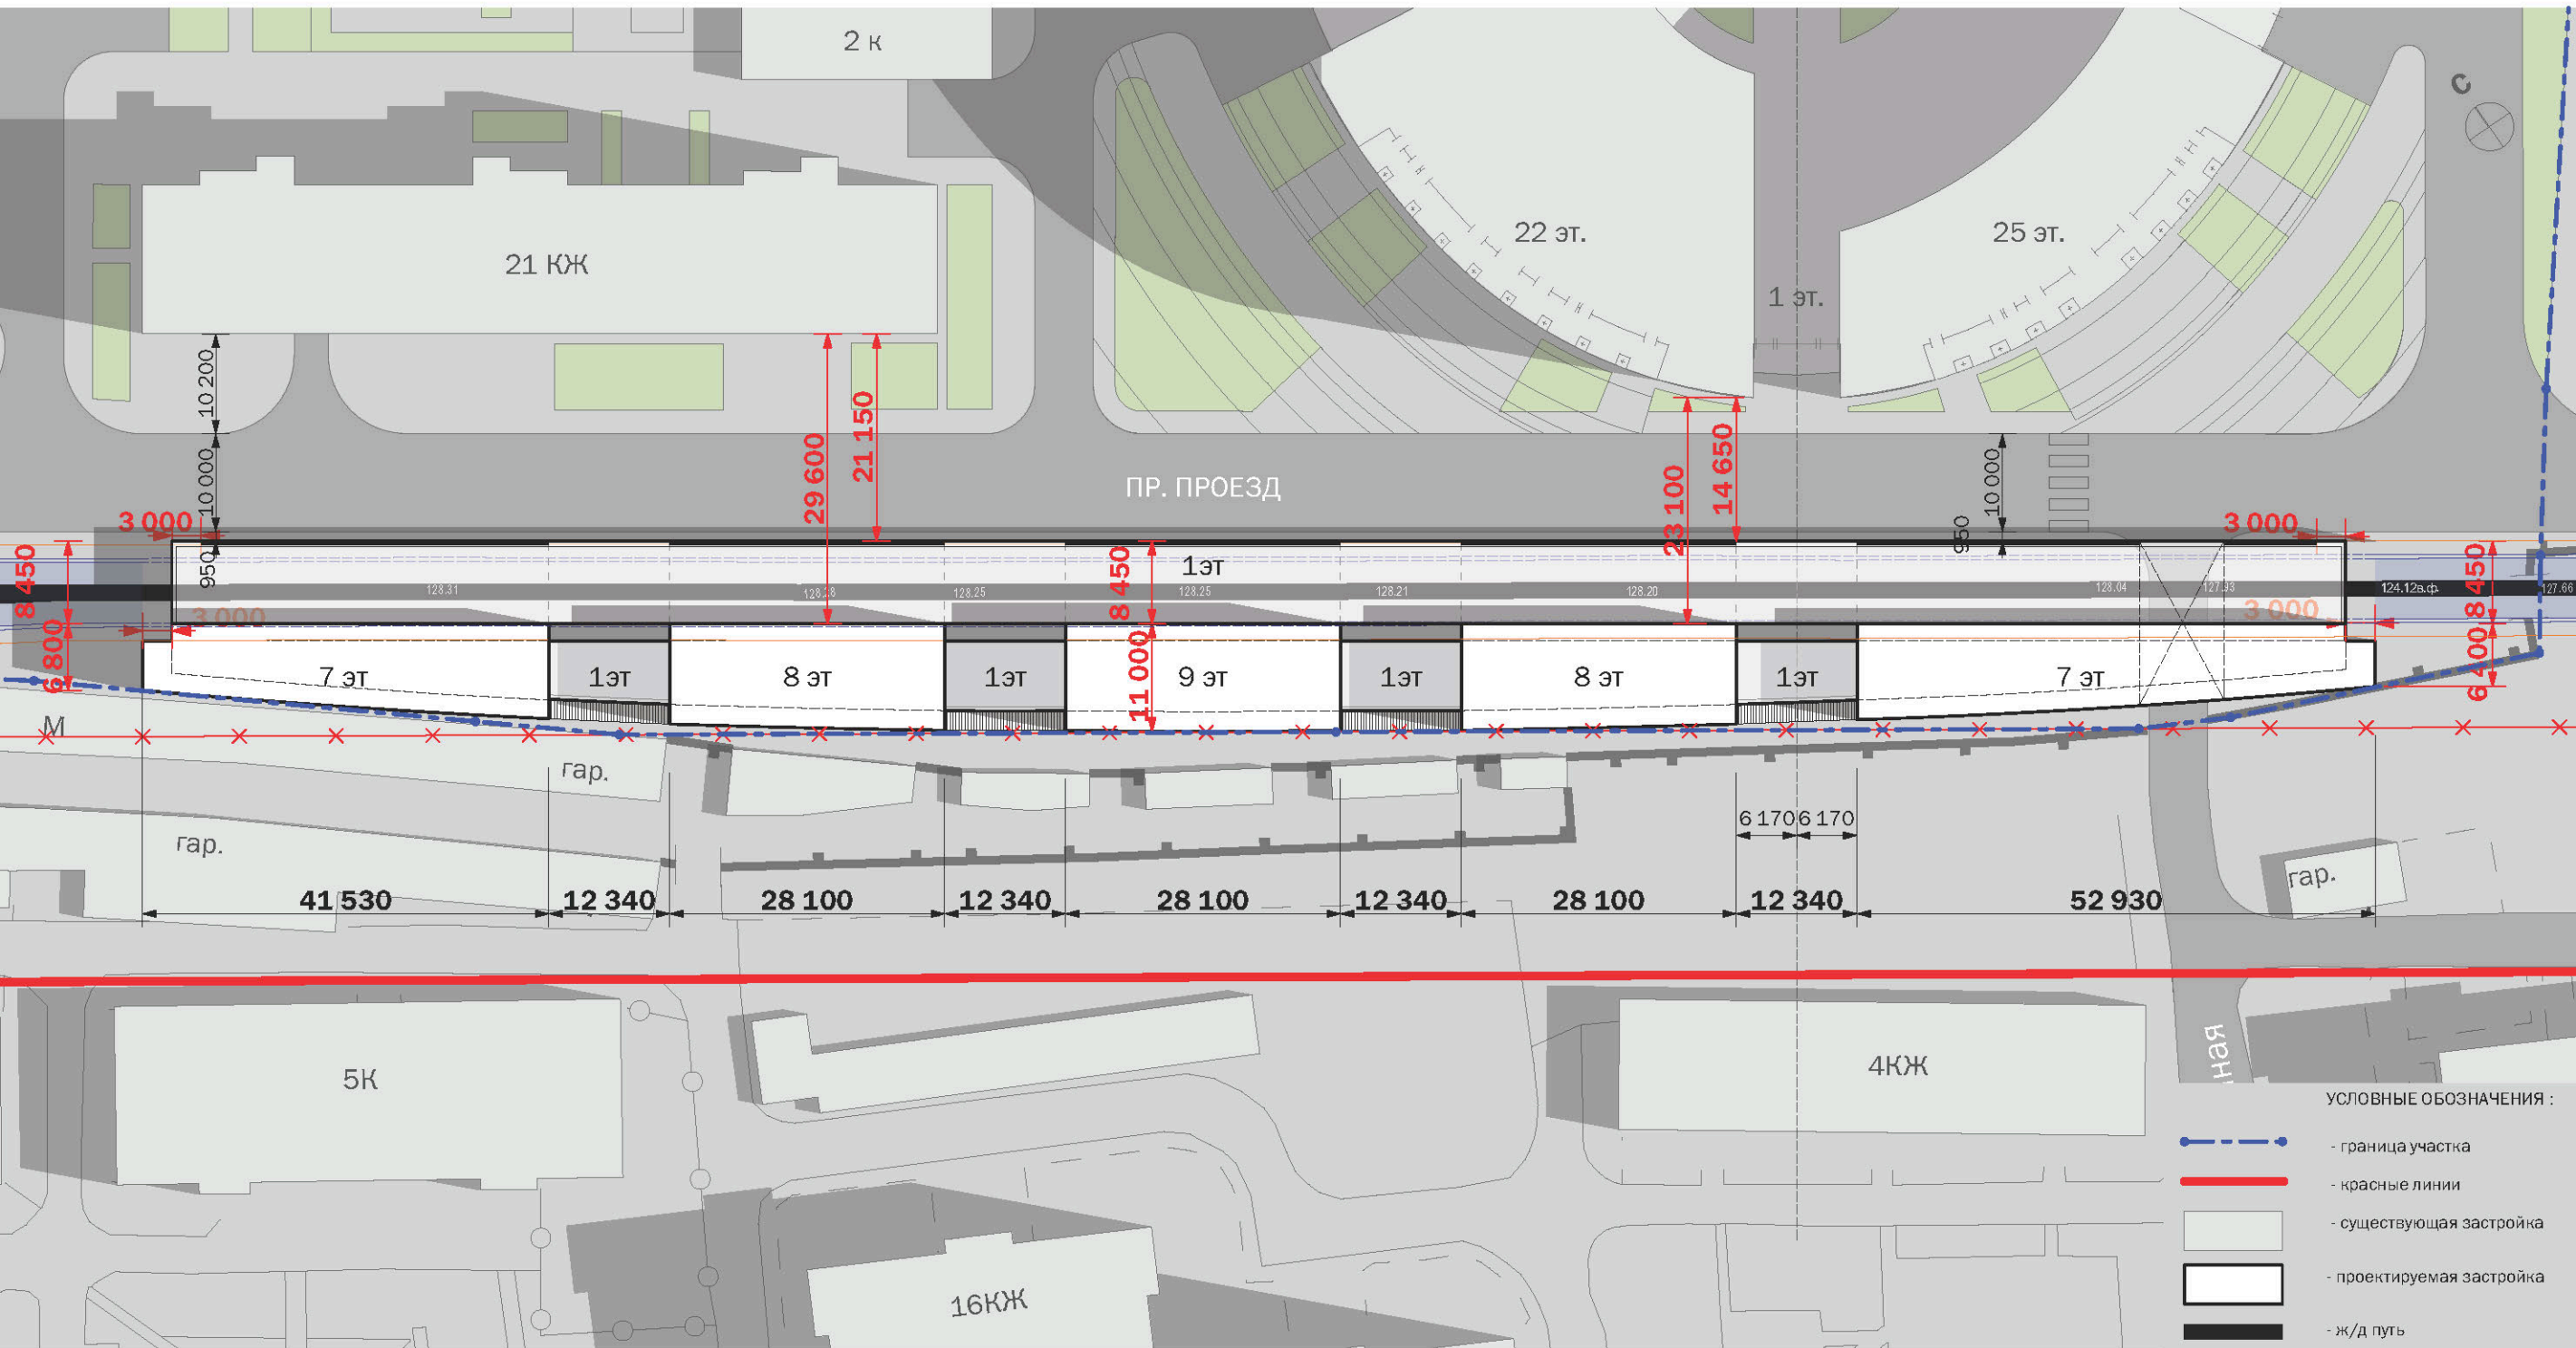 2 к
С
21 КЖ
22 эт.
25 эт.
1 эт.
10 200
10 000
29 600
21 150
ПР. ПРОЕЗД
23 100
14 650
10 000
3 000
950
950
3 000
8 450
8 450
1эт
8 450
128.31
128.25
128.25
128.21
128.20
128.04
127.93
124.12в.ф.
127.66
3 000
3 000
6 800
7 эт
1эт
8 эт
1эт
11 000
9 эт
1эт
8 эт
1эт
7 эт
6 400
М
гар.
гар.
6 170
6 170
гар.
41 530
12 340
28 100
12 340
28 100
12 340
28 100
12 340
52 930
5К
4КЖ
ная
16КЖ
УСЛОВНЫЕ ОБОЗНАЧЕНИЯ :
- граница участка
- красные линии
- существующая застройка
- проектируемая застройка
- ж/д путь